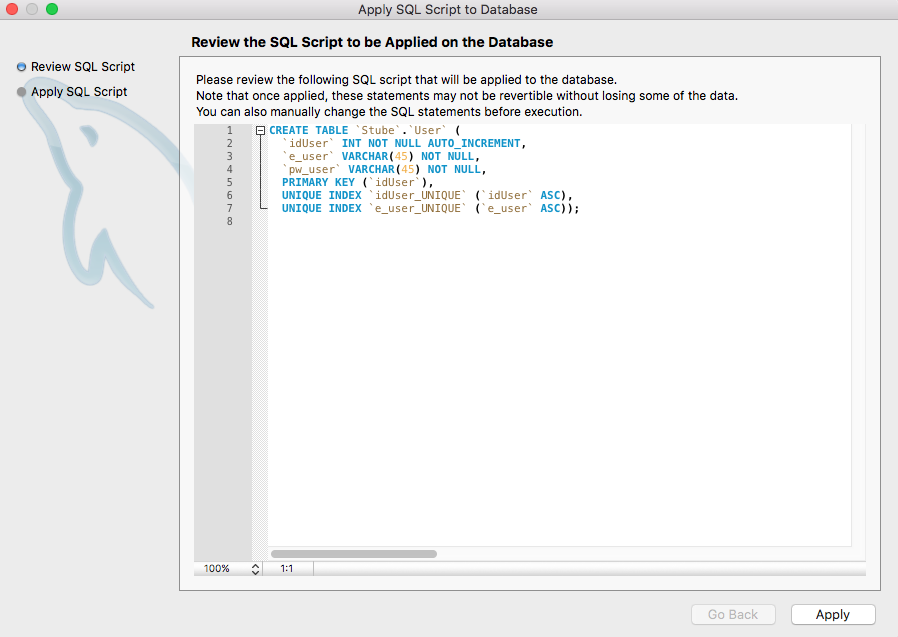 Apply SQL Script to Database
Review SQL Script
Apply SQL Script
Review the SQL Script to be Applied on the Database
Please review the following SQL script that will be applied to the database.
Note that once applied, these statements may not be revertible without losing some of the data.
You can also manually change the SQL statements before execution.
1 CREATE TABLE `Stube`.`User` (
2 `idUser` INT NOT NULL AUTO_INCREMENT,
3 `e_user` VARCHAR(45) NOT NULL,
4 `pw_user` VARCHAR(45) NOT NULL,
5 PRIMARY KEY (`idUser`),
6 UNIQUE INDEX `idUser_UNIQUE` (`idUser` ASC),
7 UNIQUE INDEX `e_user_UNIQUE` (`e_user` ASC));
8
100% 1:1
Go Back Apply